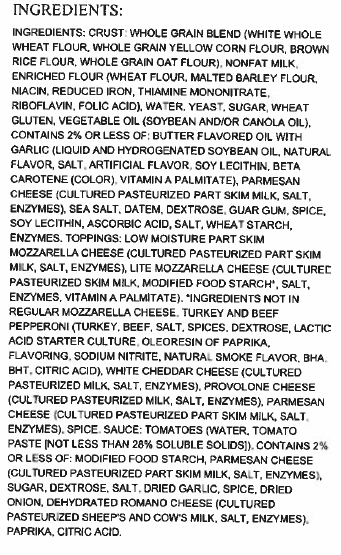 INGREDIENTS:
INGREDIENTS: CRUST: WHOLE GRAIN BLEND (WHITE WHOLE
WHEAT FLOUR, WHOLE GRAIN YELLOW CORN FLOUR, BROWN
RICE FLOUR, WHOLE GRAIN OAT FLOUR), NONFAT MILK,
ENRICHED FLOUR (WHEAT FLOUR, MALTED BARLEY FLOUR,
NIACIN, REDUCED IRON, THIAMINE MONONITRATE,
RIBOFLAVIN, FOLIC ACID), WATER, YEAST, SUGAR, WHEAT
GLUTEN, VEGETABLE OIL (SOYBEAN AND/OR CANOLA OIL),
CONTAINS 2% OR LESS OF: BUTTER FLAVORED OIL WITH
GARLIC (LIQUID AND HYDROGENATED SOYBEAN OIL, NATURAL
FLAVOR, SALT, ARTIFICIAL FLAVOR, SOY LECITHIN, BETA
CAROTENE (COLOR), VITAMIN A PALMITATE), PARMESAN
CHEESE (CULTURED PASTEURIZED PART SKIM MILK, SALT,
ENZYMES), SEA SALT, DATEM, DEXTROSE, GUAR GUM, SPICE,
SOY LECITHIN, ASCORBIC ACID, SALT, WHEAT STARCH,
ENZYMES. TOPPINGS: LOW MOISTURE PART SKIM
MOZZARELLA CHEESE (CULTURED PASTEURIZED PART SKIM
MILK, SALT, ENZYMES), LITE MOZZARELLA CHEESE (CULTURED
PASTEURIZED SKIM MILK, MODIFIED FOOD STARCH*, SALT,
ENZYMES, VITAMIN A PALMITATE). *INGREDIENTS NOT IN
REGULAR MOZZARELLA CHEESE, TURKEY AND BEEF
PEPPERONI (TURKEY, BEEF, SALT, SPICES, DEXTROSE, LACTIC
ACID STARTER CULTURE, OLEORESIN OF PAPRIKA,
FLAVORING, SODIUM NITRITE, NATURAL SMOKE FLAVOR, BHA,
BHT, CITRIC ACID), WHITE CHEDDAR CHEESE (CULTURED
PASTEURIZED MILK, SALT, ENZYMES), PROVOLONE CHEESE
(CULTURED PASTEURIZED MILK, SALT, ENZYMES), PARMESAN
CHEESE (CULTURED PASTEURIZED PART SKIM MILK, SALT,
ENZYMES), SPICE. SAUCE: TOMATOES (WATER, TOMATO
PASTE [NOT LESS THAN 28% SOLUBLE SOLIDS]), CONTAINS 2%
OR LESS OF: MODIFIED FOOD STARCH, PARMESAN CHEESE
(CULTURED PASTEURIZED PART SKIM MILK, SALT, ENZYMES),
SUGAR, DEXTROSE, SALT, DRIED GARLIC, SPICE, DRIED
ONION, DEHYDRATED ROMANO CHEESE (CULTURED
PASTEURIZED SHEEP'S AND COW'S MILK, SALT, ENZYMES),
PAPRIKA, CITRIC ACID.